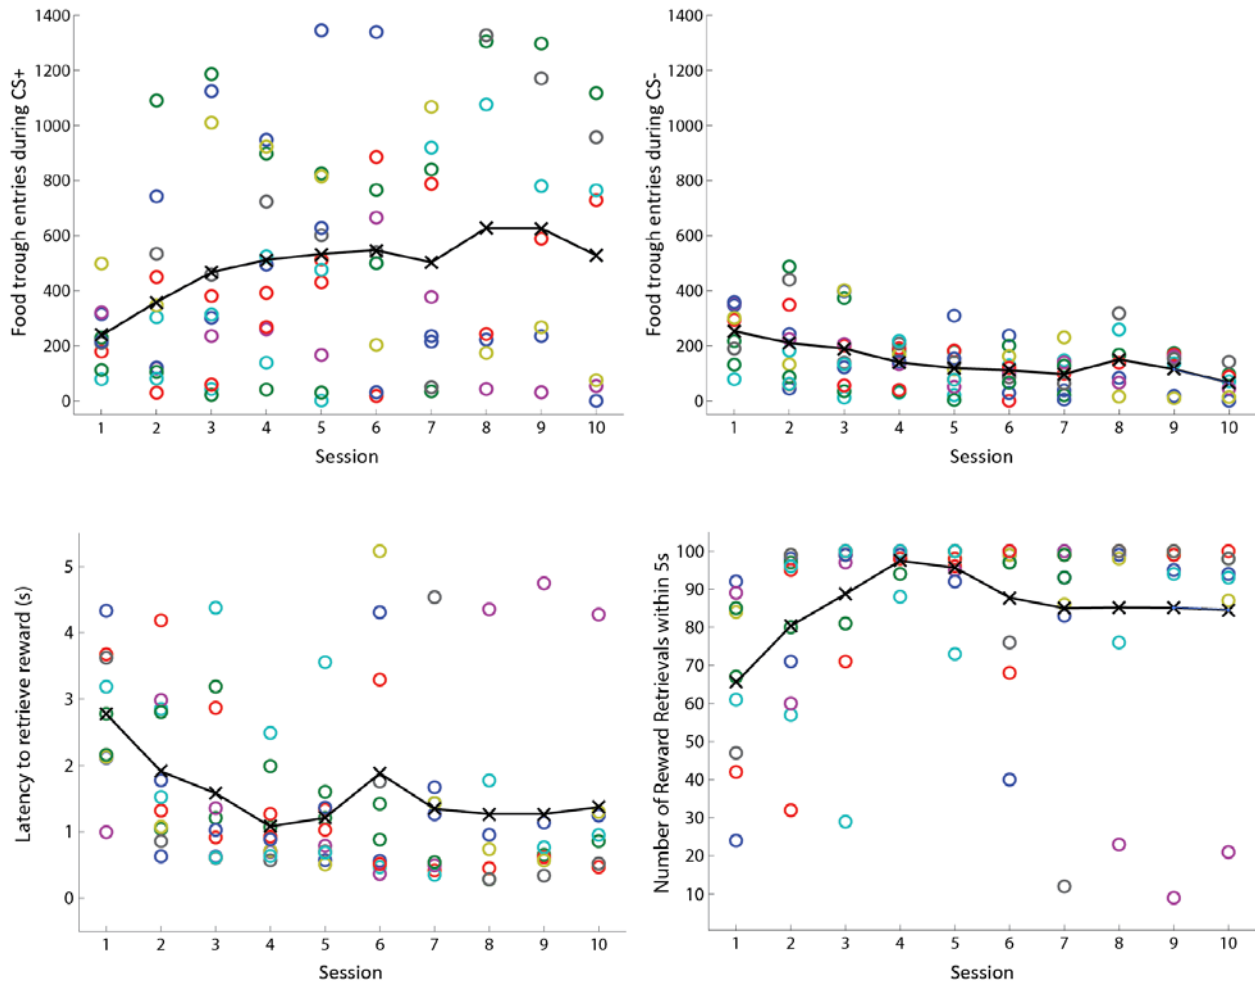 Food trough entries during CS+
1400
1200
1000
800
600
400
200
0
1 2 3 4 5 6 7 8 9 10
Session
Food trough entries during CS-
1400
1200
1000
800
600
400
200
0
1 2 3 4 5 6 7 8 9 10
Session
Latency to retrieve reward (s)
5
4
3
2
1
0
1 2 3 4 5 6 7 8 9 10
Session
Number of Reward Retrievals within 5s
100
90
80
70
60
50
40
30
20
10
1 2 3 4 5 6 7 8 9 10
Session